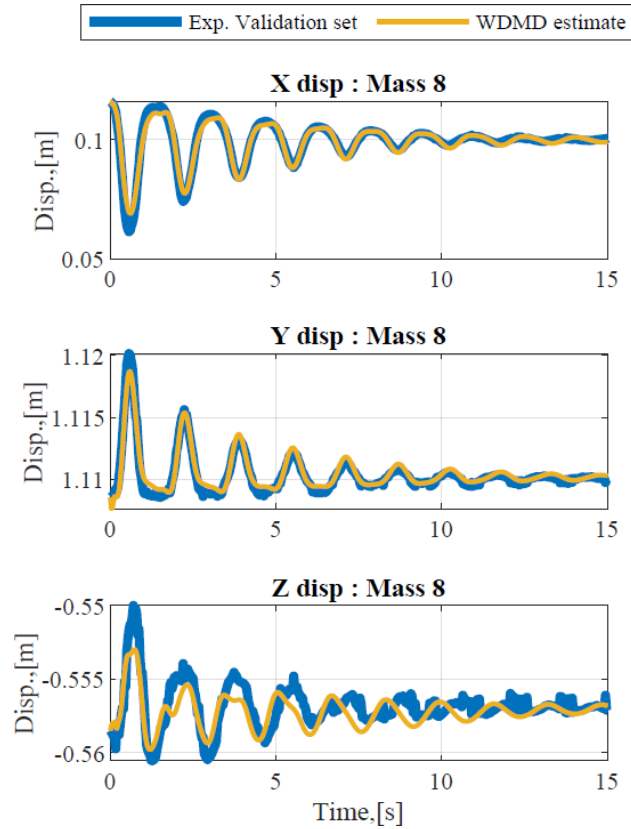 Exp. Validation set WDMD estimate
X disp : Mass 8
Disp.,[m]
0.1
0.05
0 5 10 15
Y disp : Mass 8
Disp.,[m]
1.12
1.115
1.11
0 5 10 15
Z disp : Mass 8
Disp.,[m]
-0.55
-0.555
-0.56
0 5 10 15
Time,[s]